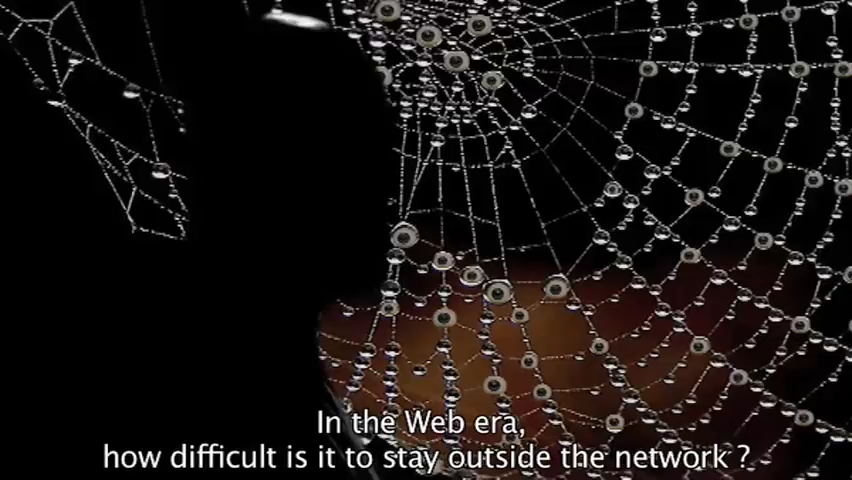 In the Web era,
how difficult is it to stay outside the network ?